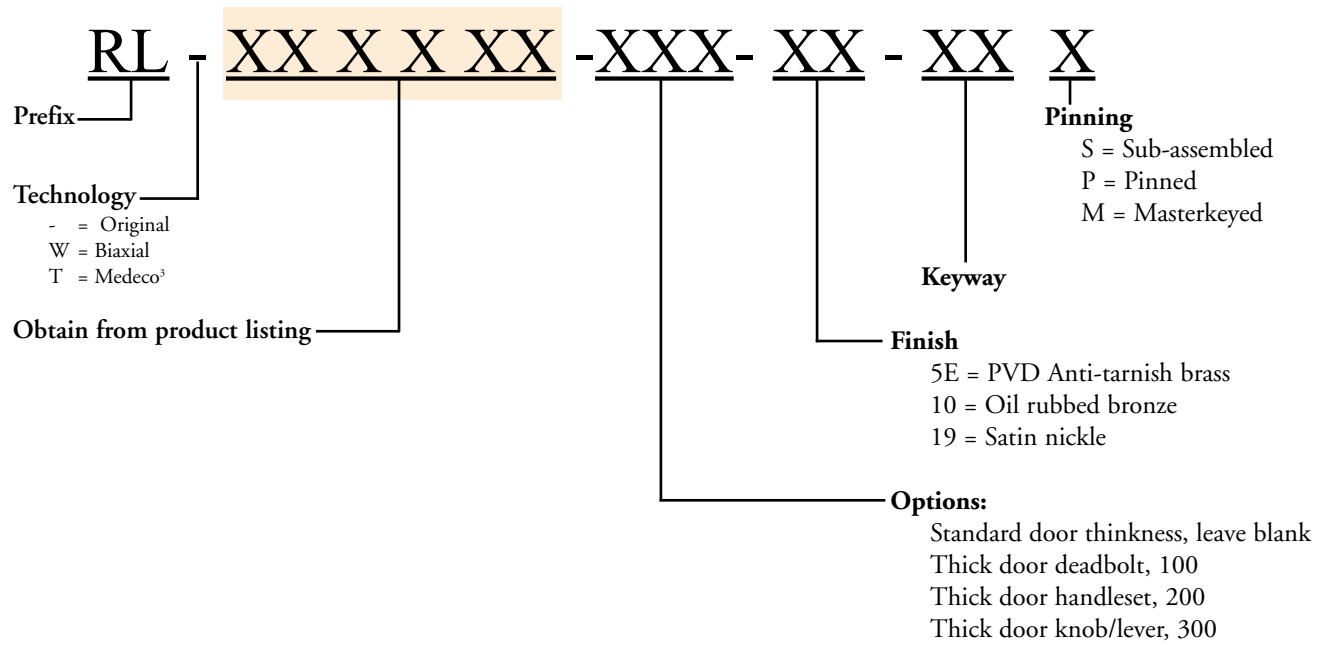 RL - XX X X XX -XXX- XX - XX X
Prefix
Technology
- = Original
W = Biaxial
T = Medeco³
Obtain from product listing
Pinning
S = Sub-assembled
P = Pinned
M = Masterkeyed
Keyway
Finish
5E = PVD Anti-tarnish brass
10 = Oil rubbed bronze
19 = Satin nickle
Options:
Standard door thinkness, leave blank
Thick door deadbolt, 100
Thick door handleset, 200
Thick door knob/lever, 300